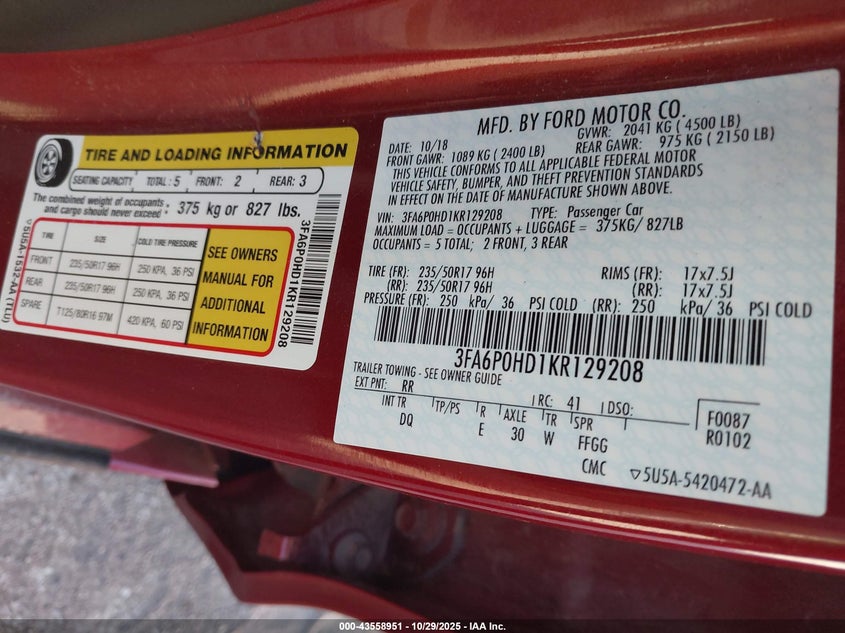 TIRE AND LOADING INFORMATION
SEATING CAPACITY TOTAL: 5 FRONT: 2 REAR: 3
The combined weight of occupants and cargo should never exceed 375 kg or 827 lbs.
TIRE SIZE COLD TIRE PRESSURE
FRONT 235/50R17 96H 250 KPA, 36 PSI
REAR 235/50R17 96H 250 KPA, 36 PSI
SPARE T125/80R16 97M 420 KPA, 60 PSI
SEE OWNERS
MANUAL FOR
ADDITIONAL
INFORMATION
3FA6P0HD1KR129208
▽5U5A-1532-AA (TLU)
MFD. BY FORD MOTOR CO.
DATE: 10/18 GVWR: 2041 KG ( 4500 LB)
FRONT GAWR: 1089 KG ( 2400 LB) REAR GAWR: 975 KG ( 2150 LB)
THIS VEHICLE CONFORMS TO ALL APPLICABLE FEDERAL MOTOR
VEHICLE SAFETY, BUMPER, AND THEFT PREVENTION STANDARDS
IN EFFECT ON THE DATE OF MANUFACTURE SHOWN ABOVE.
VIN: 3FA6P0HD1KR129208 TYPE: Passenger Car
MAXIMUM LOAD = OCCUPANTS + LUGGAGE = 375KG/ 827LB
OCCUPANTS = 5 TOTAL; 2 FRONT, 3 REAR
TIRE (FR): 235/50R17 96H RIMS (FR): 17x7.5J
(RR): 235/50R17 96H (RR): 17x7.5J
PRESSURE (FR): 250 kPa/ 36 PSI COLD (RR): 250 kPa/ 36 PSI COLD
3FA6P0HD1KR129208
TRAILER TOWING - SEE OWNER GUIDE
EXT PNT: RR RC: 41 DSO:
INT TR TP/PS R AXLE TR SPR F0087
DQ E 30 W FFGG R0102
CMC ▽5U5A-5420472-AA
000-43558951 | 10/29/2025 - IAA Inc.